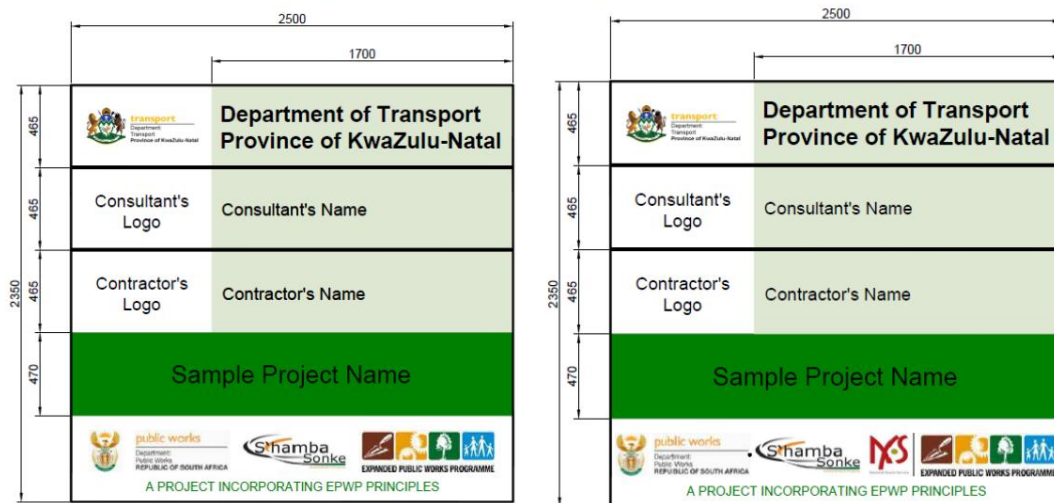 2500
1700
2350
465
465
465
470
transport
Department:
Transport
Province of KwaZulu-Natal
Department of Transport
Province of KwaZulu-Natal
Consultant's
Logo
Consultant's Name
Contractor's
Logo
Contractor's Name
Sample Project Name
public works
Department:
Public Works
REPUBLIC OF SOUTH AFRICA
S'hamba
Sonke
EXPANDED PUBLIC WORKS PROGRAMME
A PROJECT INCORPORATING EPWP PRINCIPLES
2500
1700
2350
465
465
465
470
transport
Department:
Transport
Province of KwaZulu-Natal
Department of Transport
Province of KwaZulu-Natal
Consultant's
Logo
Consultant's Name
Contractor's
Logo
Contractor's Name
Sample Project Name
public works
Department:
Public Works
REPUBLIC OF SOUTH AFRICA
S'hamba
Sonke
EXPANDED PUBLIC WORKS PROGRAMME
A PROJECT INCORPORATING EPWP PRINCIPLES